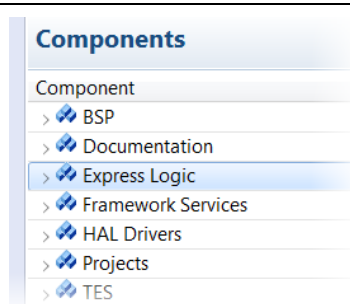 Components
Component
BSP
Documentation
Express Logic
Framework Services
HAL Drivers
Projects
TES